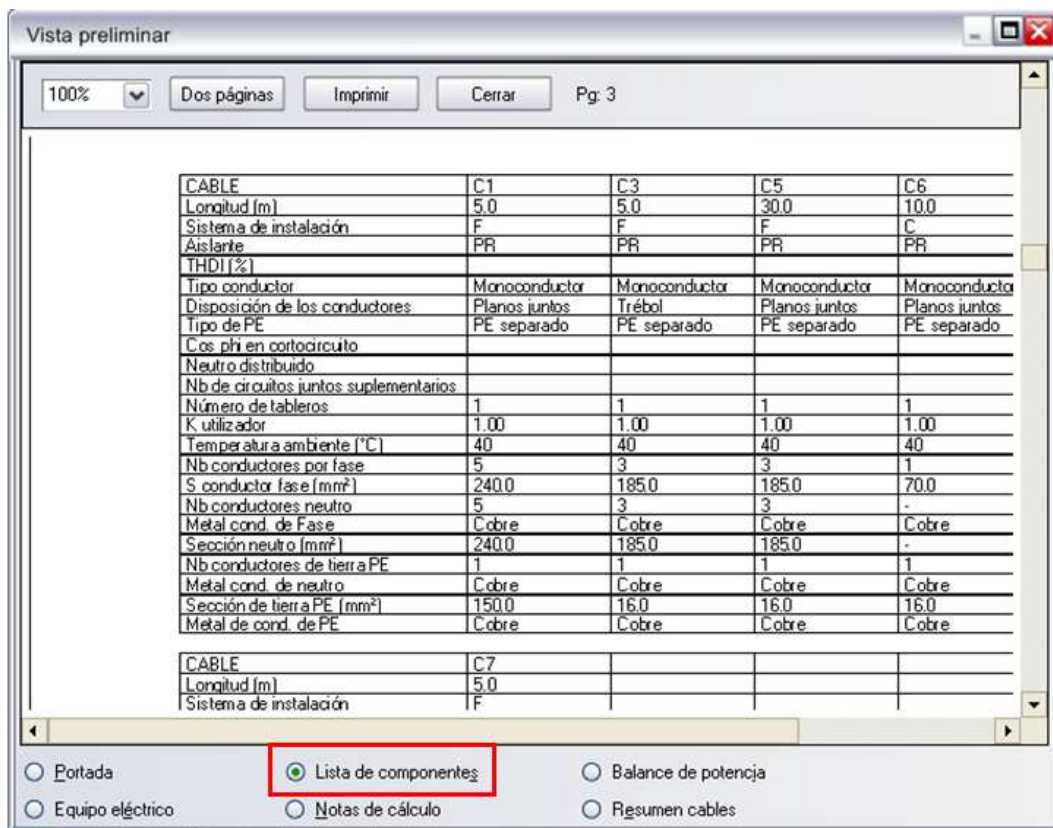 Vista preliminar
100% Dos páginas Imprimir Cerrar Pg: 3
CABLE C1 C3 C5 C6
Longitud (m) 5.0 5.0 30.0 10.0
Sistema de instalación F F F C
Aislante PR PR PR PR
THDI (%)
Tipo conductor Monoconductor Monoconductor Monoconductor Monoconducto
Disposición de los conductores Planos juntos Trébol Planos juntos Planos juntos
Tipo de PE PE separado PE separado PE separado PE separado
Cos phi en cortocircuito
Neutro distribuido
Nb de circuitos juntos suplementarios
Número de tableros 1 1 1 1
K utilizador 1.00 1.00 1.00 1.00
Temperatura ambiente (°C) 40 40 40 40
Nb conductores por fase 5 3 3 1
S conductor fase (mm²) 240.0 185.0 185.0 70.0
Nb conductores neutro 5 3 3 -
Metal cond. de Fase Cobre Cobre Cobre Cobre
Sección neutro (mm²) 240.0 185.0 185.0 -
Nb conductores de tierra PE 1 1 1 1
Metal cond. de neutro Cobre Cobre Cobre Cobre
Sección de tierra PE (mm²) 150.0 16.0 16.0 16.0
Metal de cond. de PE Cobre Cobre Cobre Cobre
CABLE C7
Longitud (m) 5.0
Sistema de instalación F
Portada Lista de componentes Balance de potencja
Equipo eléctrico Notas de cálculo Resumen cables